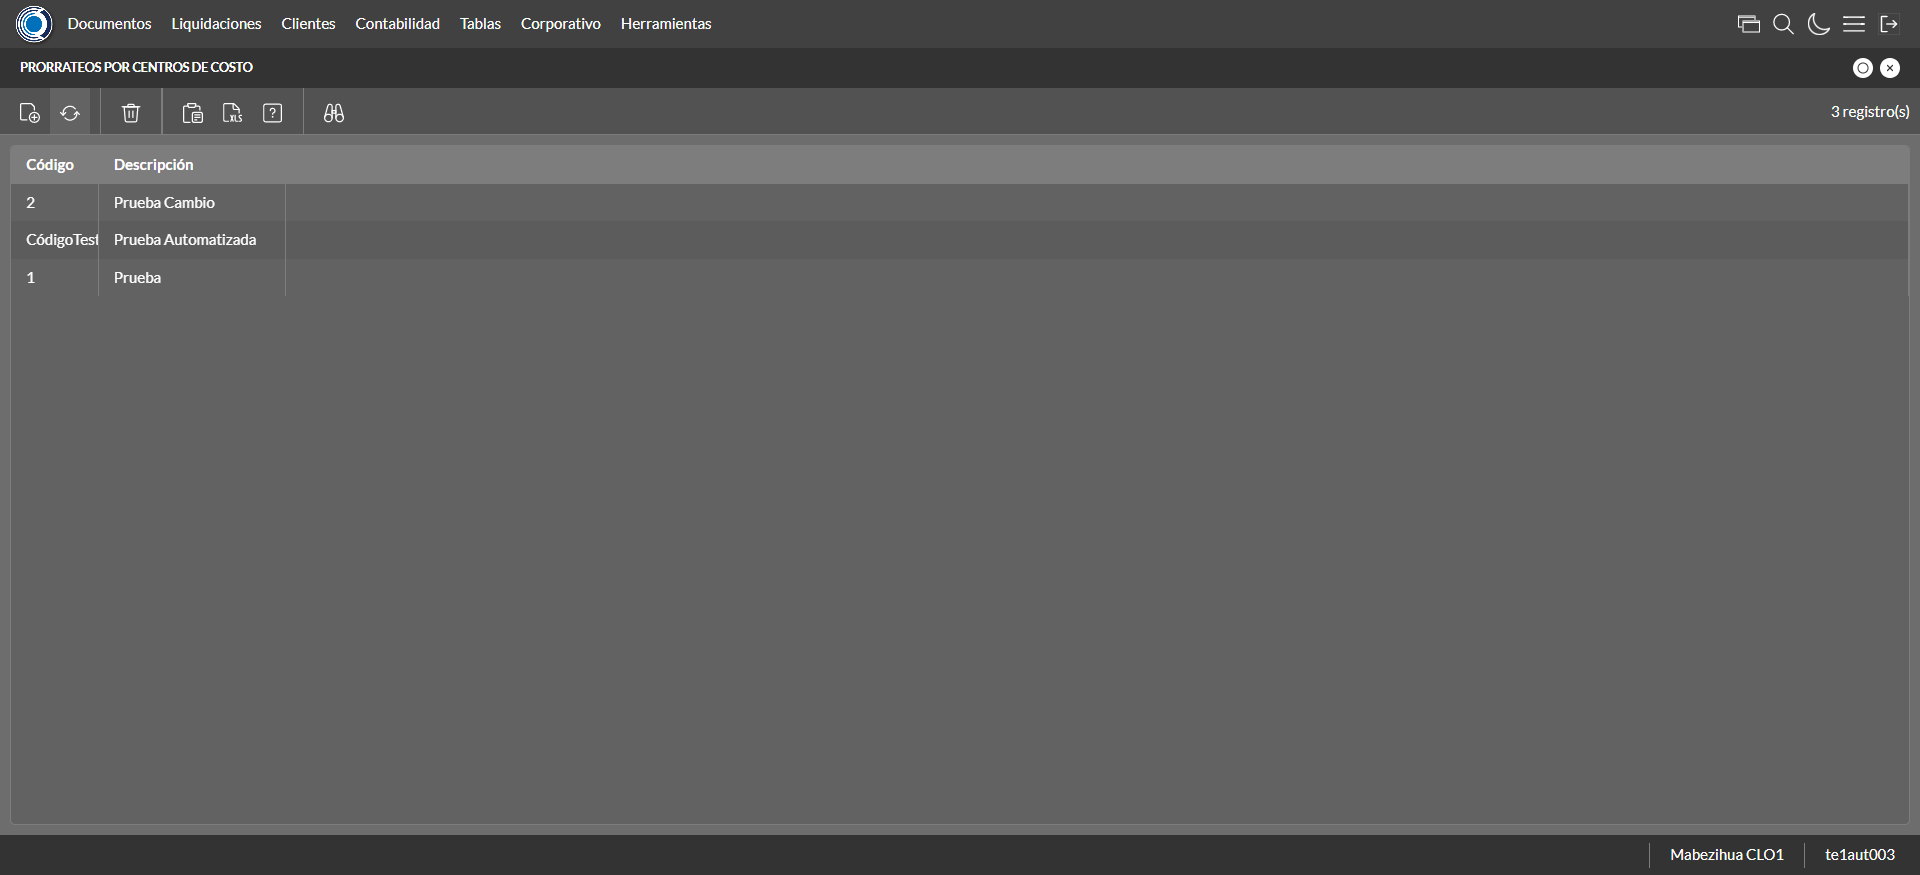 Documentos Liquidaciones Clientes Contabilidad Tablas Corporativo Herramientas
PRORRATEOS POR CENTROS DE COSTO
XLS ? 3 registro(s)
Código Descripción
2 Prueba Cambio
CódigoTest Prueba Automatizada
1 Prueba
Mabezihua CLO1 te1aut003